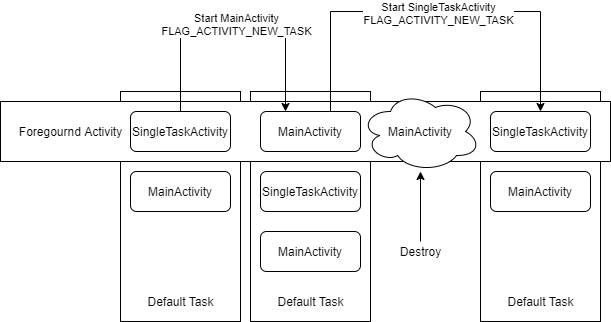 Start MainActivity
FLAG_ACTIVITY_NEW_TASK
Start SingleTaskActivity
FLAG_ACTIVITY_NEW_TASK
Foregournd Activity
SingleTaskActivity
MainActivity
MainActivity
SingleTaskActivity
MainActivity
SingleTaskActivity
MainActivity
MainActivity
Destroy
Default Task
Default Task
Default Task